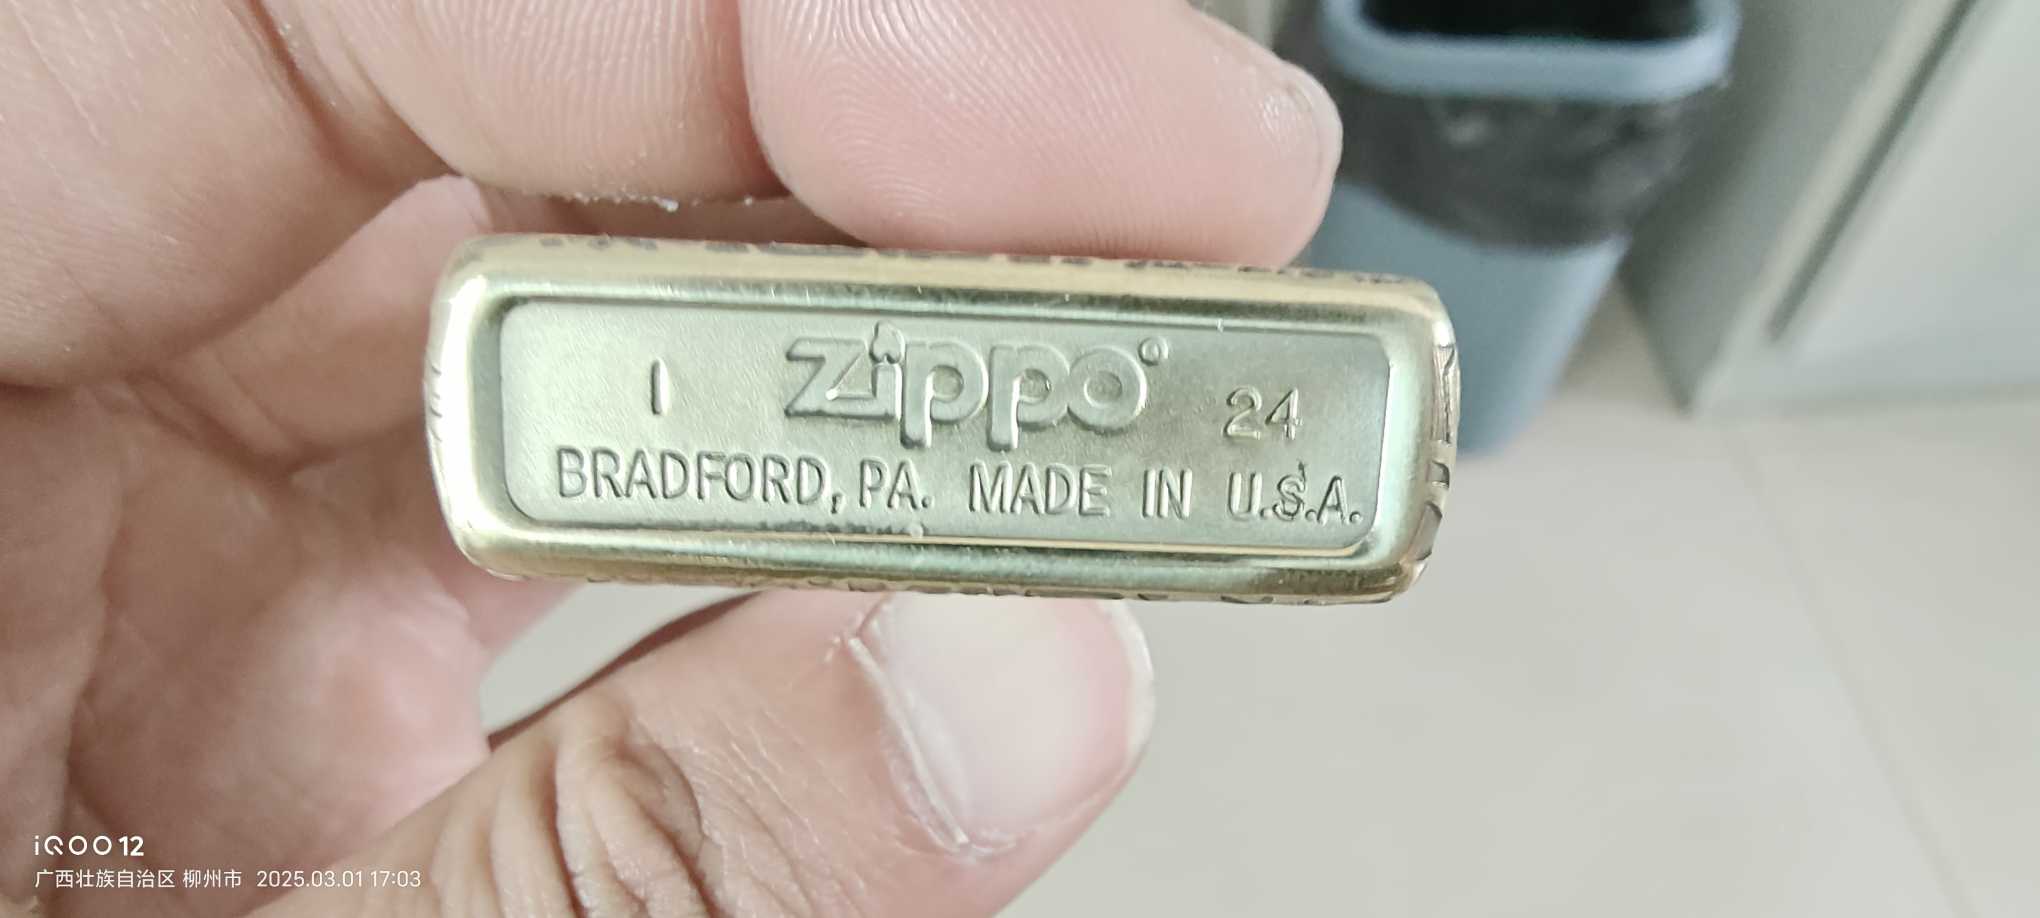 I zippo® 24
BRADFORD, PA. MADE IN U.S.A.
iQOO 12
广西壮族自治区 柳州市 2025.03.01 17:03